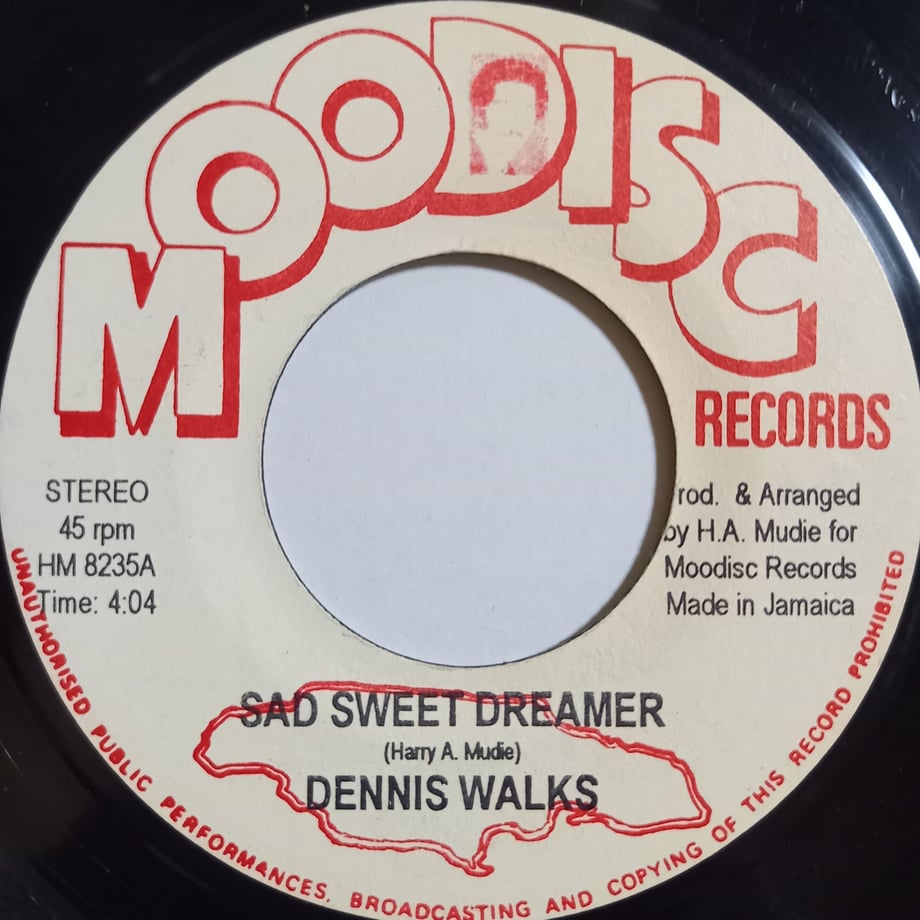 MOODISC
RECORDS
STEREO
45 rpm
HM 8235A
Time: 4:04
rod. & Arranged
by H.A. Mudie for
Moodisc Records
Made in Jamaica
SAD SWEET DREAMER
(Harry A. Mudie)
DENNIS WALKS
UNAUTHORISED PUBLIC PERFORMANCES, BROADCASTING AND COPYING OF THIS RECORD PROHIBITED